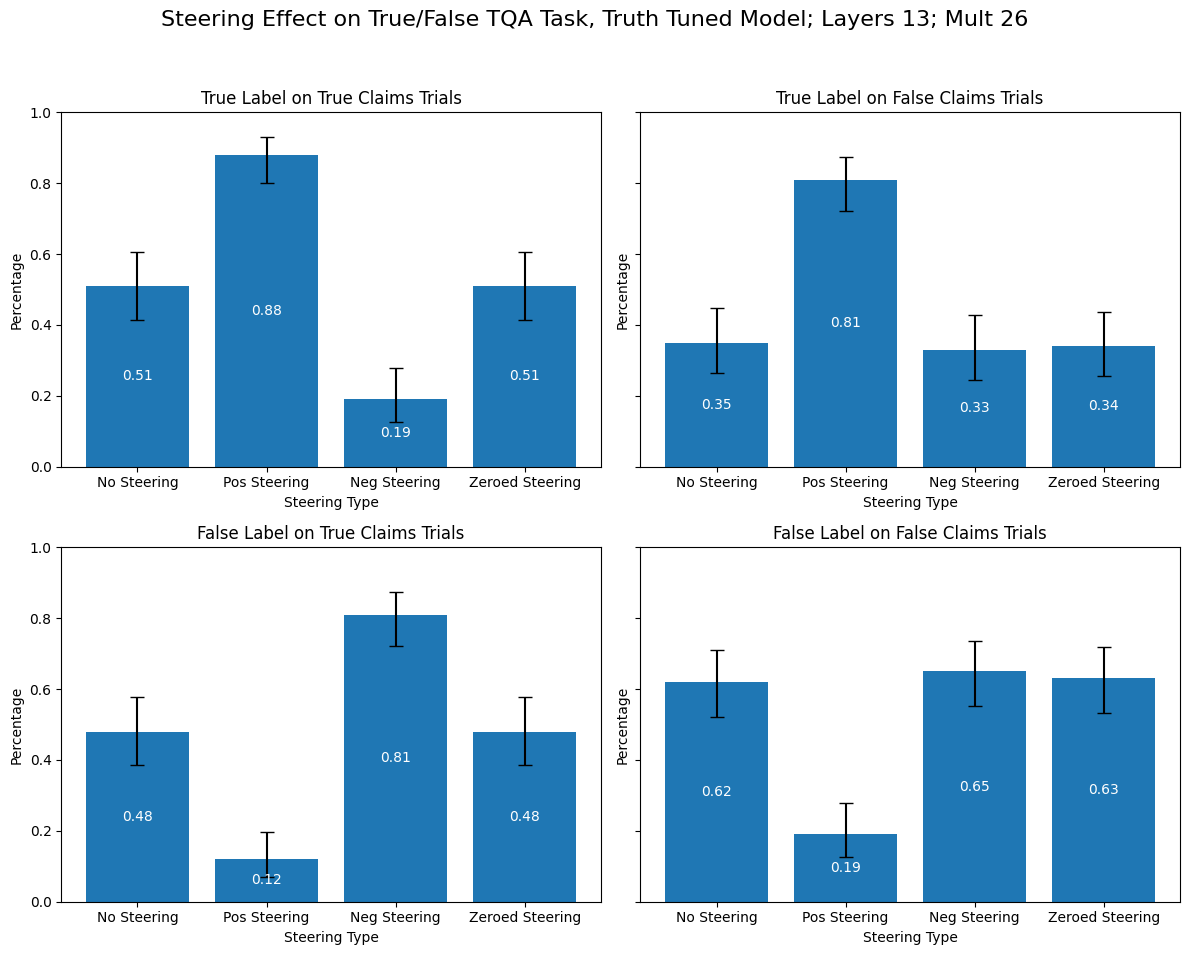 Steering Effect on True/False TQA Task, Truth Tuned Model; Layers 13; Mult 26
True Label on True Claims Trials
Percentage
1.0
0.8
0.6
0.4
0.2
0.0
0.51
0.88
0.19
0.51
No Steering Pos Steering Neg Steering Zeroed Steering
Steering Type
True Label on False Claims Trials
Percentage
0.35
0.81
0.33
0.34
No Steering Pos Steering Neg Steering Zeroed Steering
Steering Type
False Label on True Claims Trials
Percentage
1.0
0.8
0.6
0.4
0.2
0.0
0.48
0.12
0.81
0.48
No Steering Pos Steering Neg Steering Zeroed Steering
Steering Type
False Label on False Claims Trials
Percentage
0.62
0.19
0.65
0.63
No Steering Pos Steering Neg Steering Zeroed Steering
Steering Type